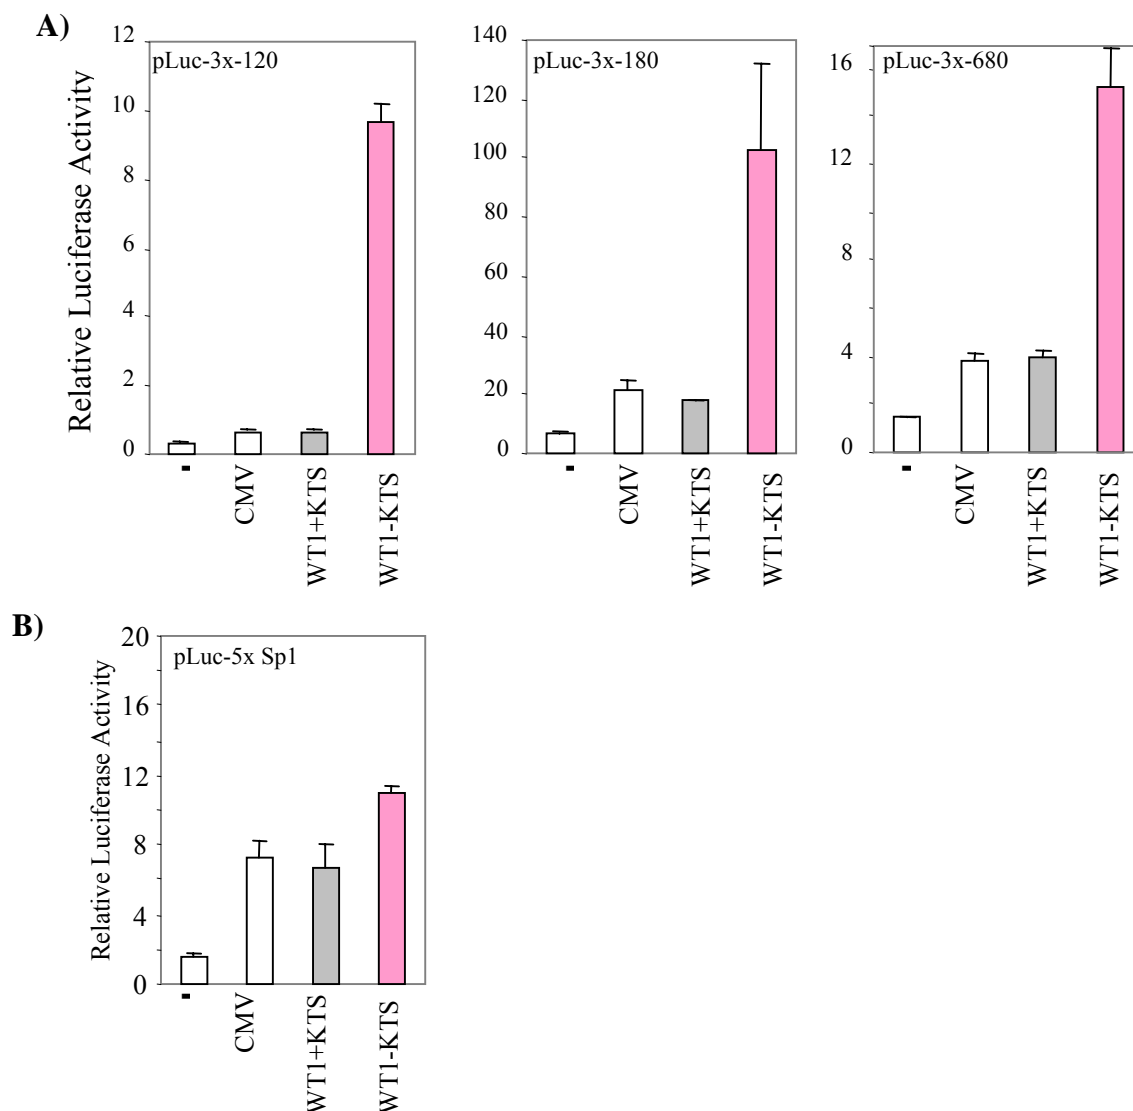 A)
Relative Luciferase Activity
pLuc-3x-120
12
10
8
6
4
2
0
-
CMV
WT1+KTS
WT1-KTS
pLuc-3x-180
140
120
100
80
60
40
20
0
-
CMV
WT1+KTS
WT1-KTS
pLuc-3x-680
16
12
8
4
0
-
CMV
WT1+KTS
WT1-KTS
B)
Relative Luciferase Activity
pLuc-5x Sp1
20
16
12
8
4
0
-
CMV
WT1+KTS
WT1-KTS